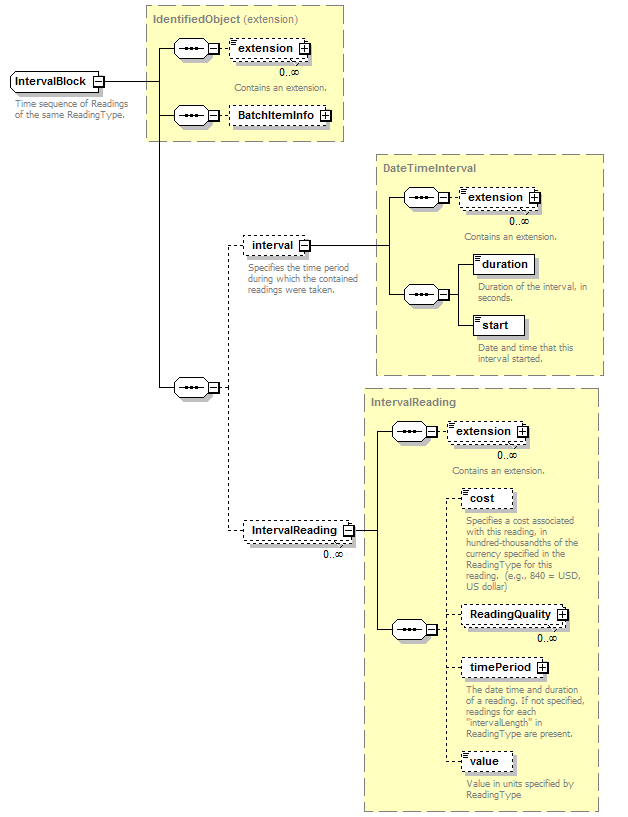 IdentifiedObject (extension)
extension
0..∞
Contains an extension.
IntervalBlock
Time sequence of Readings
of the same ReadingType.
BatchItemInfo
DateTimeInterval
extension
0..∞
Contains an extension.
interval
Specifies the time period
during which the contained
readings were taken.
duration
Duration of the interval, in
seconds.
start
Date and time that this
interval started.
IntervalReading
extension
0..∞
Contains an extension.
cost
Specifies a cost associated
with this reading, in
hundred-thousandths of the
currency specified in the
ReadingType for this
reading.  (e.g., 840 = USD,
US dollar)
IntervalReading
0..∞
ReadingQuality
0..∞
timePeriod
The date time and duration
of a reading. If not specified,
readings for each
"intervalLength" in
ReadingType are present.
value
Value in units specified by
ReadingType